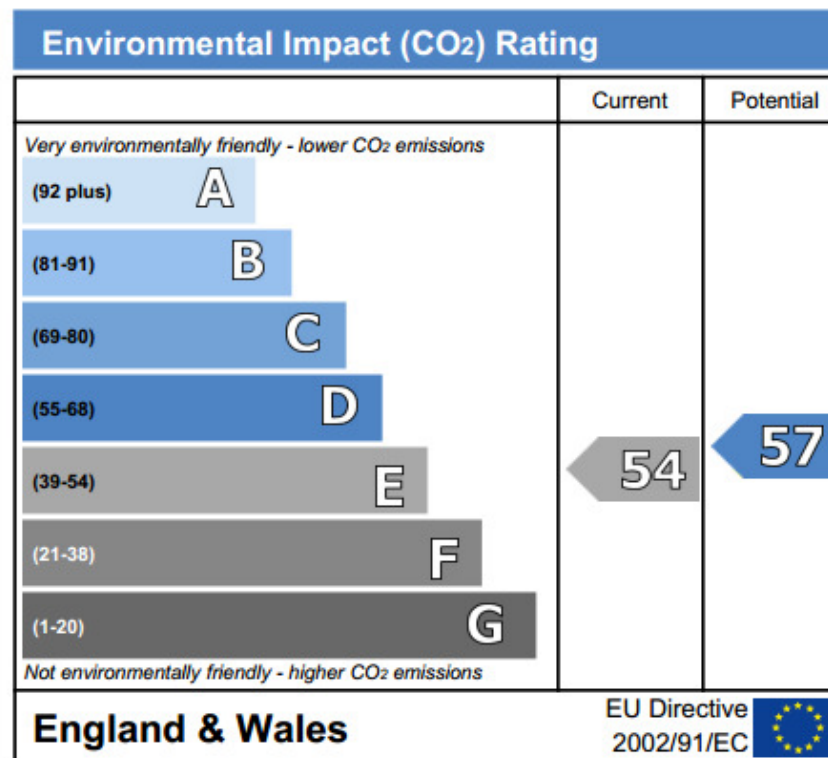 Environmental Impact (CO2) Rating
Current Potential
Very environmentally friendly - lower CO2 emissions
(92 plus) A
(81-91) B
(69-80) C
(55-68) D
(39-54) E
54
57
(21-38) F
(1-20) G
Not environmentally friendly - higher CO2 emissions
England & Wales
EU Directive
2002/91/EC